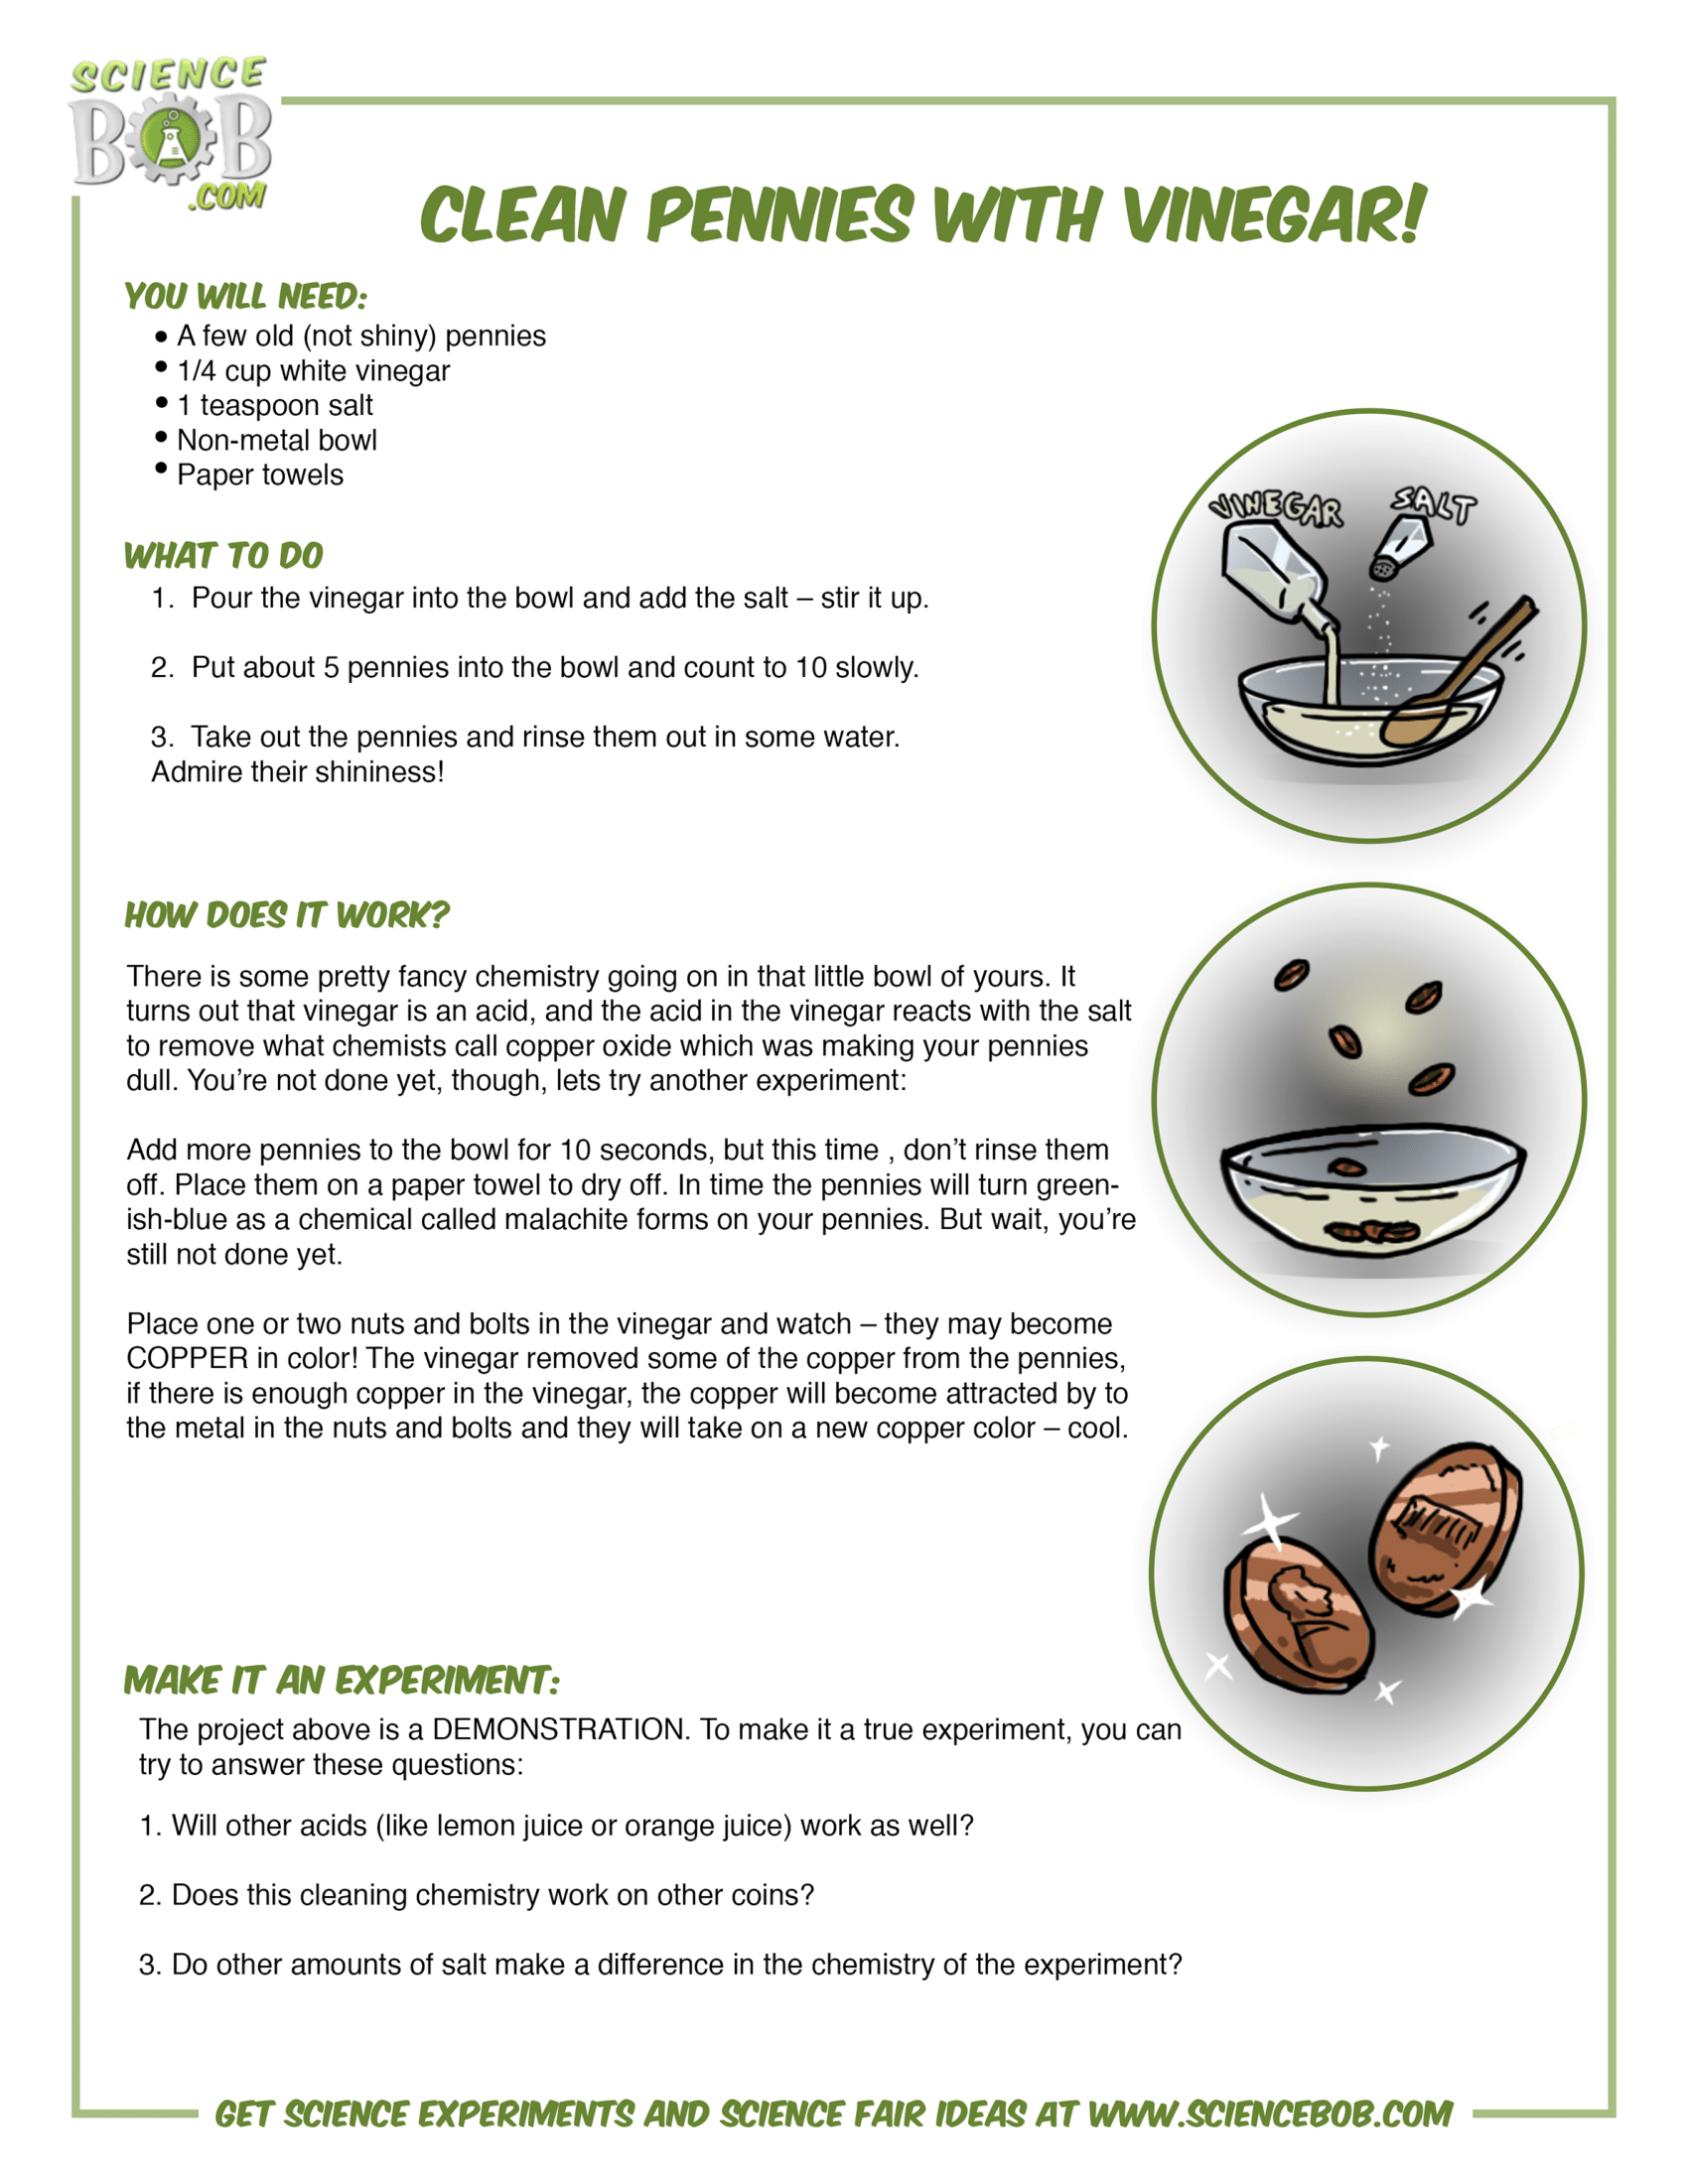 SCIENCE
BOB
.COM
CLEAN PENNIES WITH VINEGAR!
YOU WILL NEED:
• A few old (not shiny) pennies
• 1/4 cup white vinegar
• 1 teaspoon salt
• Non-metal bowl
• Paper towels
WHAT TO DO
1. Pour the vinegar into the bowl and add the salt – stir it up.
2. Put about 5 pennies into the bowl and count to 10 slowly.
3. Take out the pennies and rinse them out in some water.
Admire their shininess!
VINEGAR SALT
HOW DOES IT WORK?
There is some pretty fancy chemistry going on in that little bowl of yours. It
turns out that vinegar is an acid, and the acid in the vinegar reacts with the salt
to remove what chemists call copper oxide which was making your pennies
dull. You’re not done yet, though, lets try another experiment:
Add more pennies to the bowl for 10 seconds, but this time , don’t rinse them
off. Place them on a paper towel to dry off. In time the pennies will turn green-
ish-blue as a chemical called malachite forms on your pennies. But wait, you’re
still not done yet.
Place one or two nuts and bolts in the vinegar and watch – they may become
COPPER in color! The vinegar removed some of the copper from the pennies,
if there is enough copper in the vinegar, the copper will become attracted by to
the metal in the nuts and bolts and they will take on a new copper color – cool.
MAKE IT AN EXPERIMENT:
The project above is a DEMONSTRATION. To make it a true experiment, you can
try to answer these questions:
1. Will other acids (like lemon juice or orange juice) work as well?
2. Does this cleaning chemistry work on other coins?
3. Do other amounts of salt make a difference in the chemistry of the experiment?
GET SCIENCE EXPERIMENTS AND SCIENCE FAIR IDEAS AT WWW.SCIENCEBOB.COM